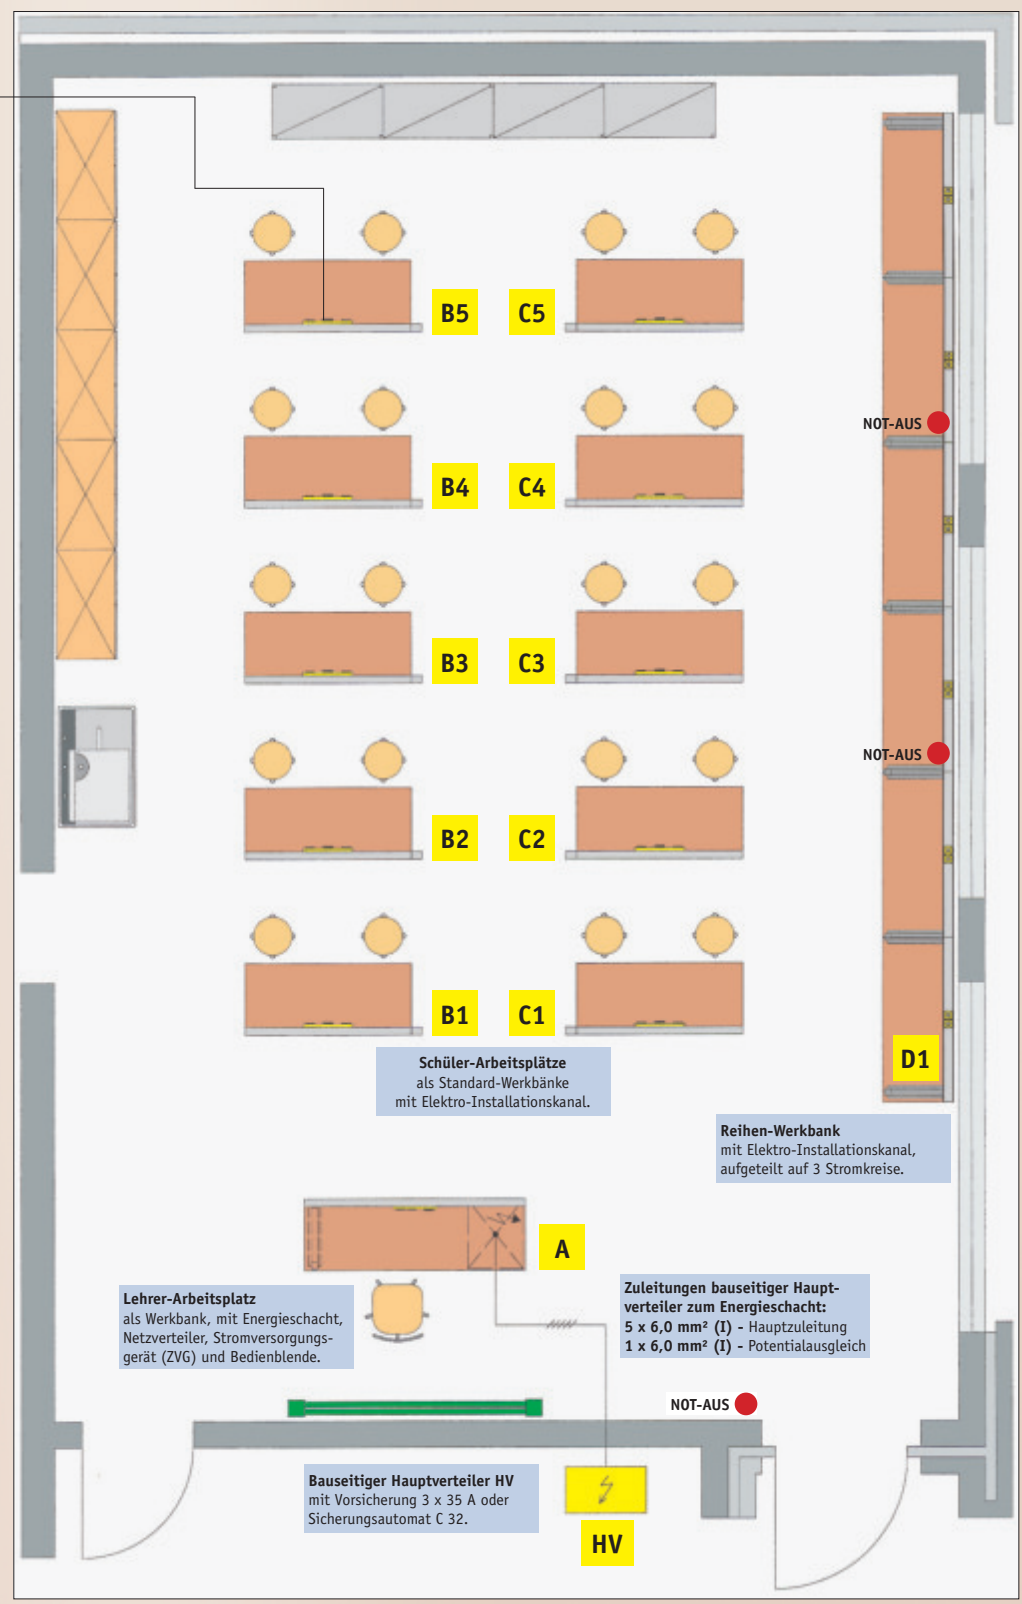 B5 C5
NOT-AUS
B4 C4
B3 C3
NOT-AUS
B2 C2
B1 C1
D1
Schüler-Arbeitsplätze
als Standard-Werkbänke
mit Elektro-Installationskanal.
Reihen-Werkbank
mit Elektro-Installationskanal,
aufgeteilt auf 3 Stromkreise.
A
Lehrer-Arbeitsplatz
als Werkbank, mit Energieschacht,
Netzverteiler, Stromversorgungs-
gerät (ZVG) und Bedienblende.
Zuleitungen bauseitiger Haupt-
verteiler zum Energieschacht:
5 x 6,0 mm² (I) - Hauptzuleitung
1 x 6,0 mm² (I) - Potentialausgleich
NOT-AUS
Bauseitiger Hauptverteiler HV
mit Vorsicherung 3 x 35 A oder
Sicherungsautomat C 32.
HV